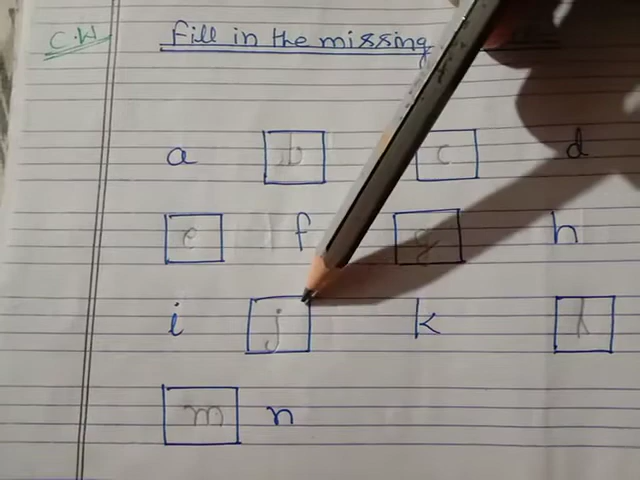 C.W
Fill in the missing
a b c d
e f g h
i j k l
m n